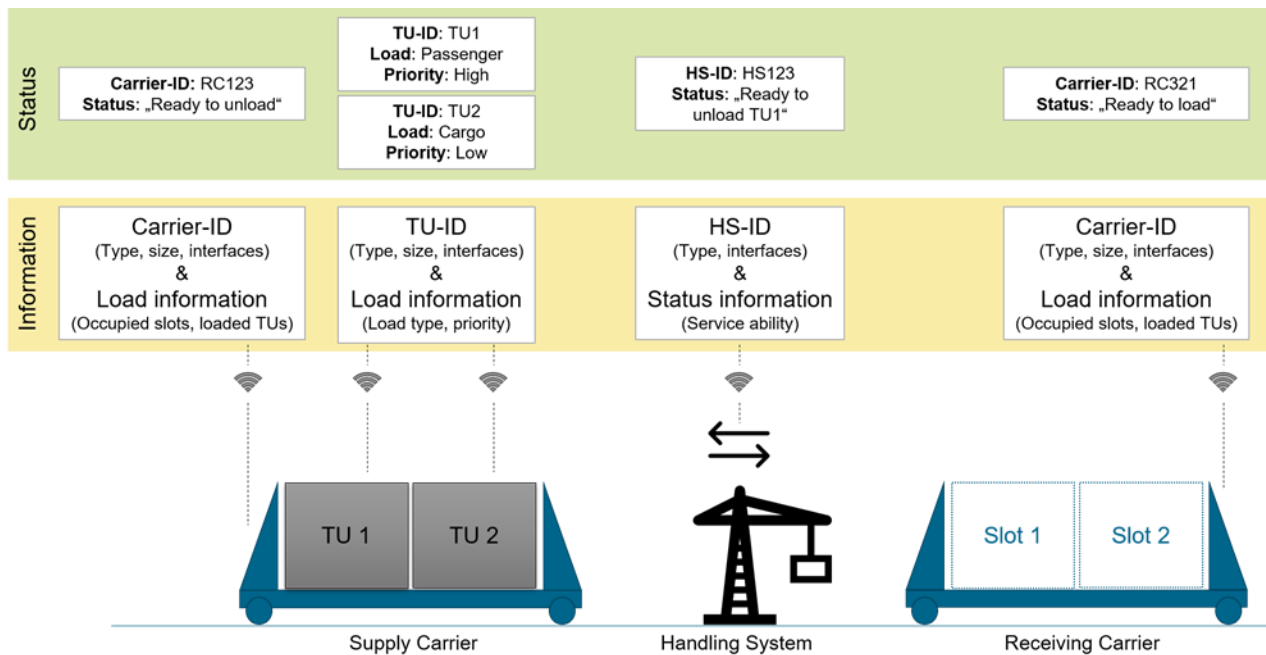 Status
Carrier-ID: RC123
Status: „Ready to unload“
TU-ID: TU1
Load: Passenger
Priority: High
TU-ID: TU2
Load: Cargo
Priority: Low
HS-ID: HS123
Status: „Ready to
unload TU1“
Carrier-ID: RC321
Status: „Ready to load“
Information
Carrier-ID
(Type, size, interfaces)
&
Load information
(Occupied slots, loaded TUs)
TU-ID
(Type, size, interfaces)
&
Load information
(Load type, priority)
HS-ID
(Type, interfaces)
&
Status information
(Service ability)
Carrier-ID
(Type, size, interfaces)
&
Load information
(Occupied slots, loaded TUs)
TU 1
TU 2
Slot 1
Slot 2
Supply Carrier
Handling System
Receiving Carrier